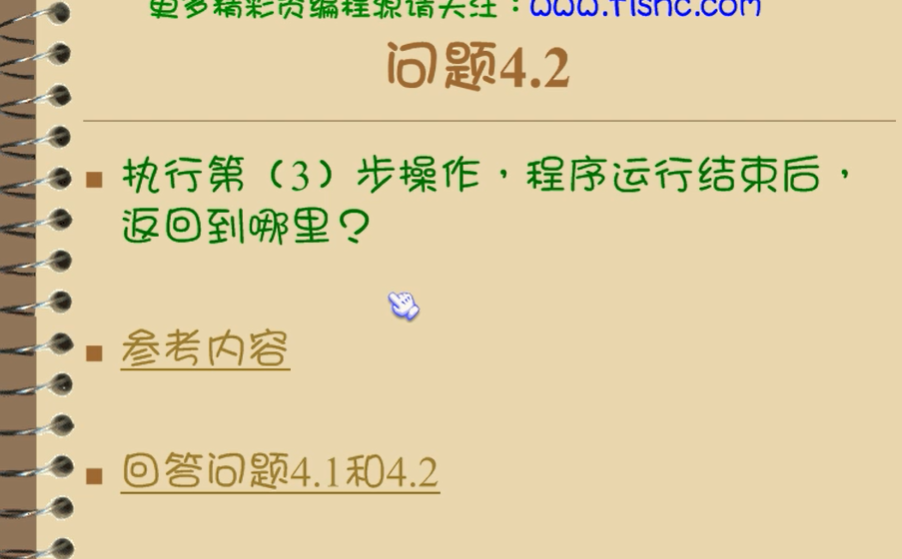 更多精彩资编程源请关注：www.fishc.com
问题4.2
执行第（3）步操作，程序运行结束后，
返回到哪里？
参考内容
回答问题4.1和4.2